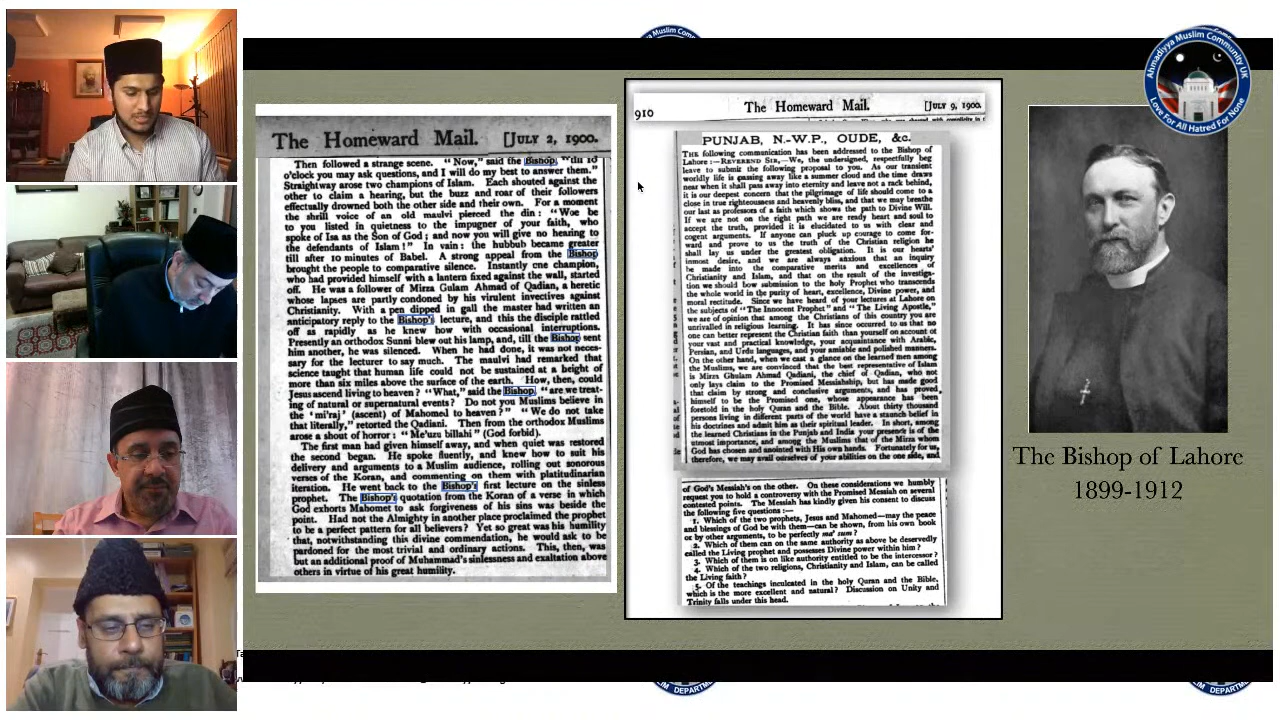 The Homeward Mail. [JULY 2, 1900.
Then followed a strange scene. "Now," said the Bishop, "till 10
o'clock you may ask questions, and I will do my best to answer them."
Straightway arose two champions of Islam. Each shouted against the
other to claim a hearing, but the buzz and roar of their followers
effectually drowned both the other side and their own. For a moment
the shrill voice of an old maulvi pierced the din: "Woe be
to you listed in quietness to the impugner of your faith, who
spoke of Isa as the Son of God; and now you will give no hearing to
the defendants of Islam!" In vain: the hubbub became greater
till after 10 minutes of Babel. A strong appeal from the Bishop
brought the people to comparative silence. Instantly one champion,
who had provided himself with a lantern fixed against the wall, started
off. He was a follower of Mirza Gulam Ahmad of Qadian, a heretic
whose lapses are partly condoned by his virulent invectives against
Christianity. With a pen dipped in gall the master had written an
anticipatory reply to the Bishop's lecture, and this the disciple rattled
off as rapidly as he knew how with occasional interruptions.
Presently an orthodox Sunni blew out his lamp, and, till the Bishop sent
him another, he was silenced. When he had done, it was not neces-
sary for the lecturer to say much. The maulvi had remarked that
science taught that human life could not be sustained at a height of
more than six miles above the surface of the earth. How, then, could
Jesus ascend living to heaven? "What," said the Bishop, "are we treat-
ing of natural or supernatural events? Do not you Muslims believe in
the 'mi'raj' (ascent) of Mahomed to heaven?" "We do not take
that literally," retorted the Qadiani. Then from the orthodox Muslims
arose a shout of horror: "Me'uzu billahi" (God forbid).
The first man had given himself away, and when quiet was restored
the second began. He spoke fluently, and knew how to suit his
delivery and arguments to a Muslim audience, rolling out sonorous
verses of the Koran, and commenting on them with platitudinarian
iteration. He went back to the Bishop's first lecture on the sinless
prophet. The Bishop's quotation from the Koran of a verse in which
God exhorts Mahomet to ask forgiveness of his sins was beside the
point. Had not the Almighty in another place proclaimed the prophet
to be a perfect pattern for all believers? Yet so great was his humility
that, notwithstanding this divine commendation, he would ask to be
pardoned for the most trivial and ordinary actions. This, then, was
but an additional proof of Muhammad's sinlessness and exaltation above
others in virtue of his great humility.
910 The Homeward Mail. [JULY 9, 1900.
PUNJAB, N.-W.P., OUDE, &c.
THE following communication has been addressed to the Bishop of
Lahore:—REVEREND SIR,—We, the undersigned, respectfully beg
leave to submit the following proposal to you. As our transient
worldly life is passing away like a summer cloud and the time draws
near when it shall pass away into eternity and leave not a rack behind,
it is our deepest concern that the pilgrimage of life should come to a
close in true righteousness and heavenly bliss, and that we may breathe
our last as professors of a faith which shows the path to Divine Will.
If we are not on the right path we are ready heart and soul to
accept the truth, provided it is elucidated to us with clear and
cogent arguments. If anyone can pluck up courage to come for-
ward and prove to us the truth of the Christian religion he
shall lay us under the greatest obligation. It is our hearts'
inmost desire, and we are always anxious that an inquiry
be made into the comparative merits and excellences of
Christianity and Islam, and that on the result of the investiga-
tion we should bow submission to the holy Prophet who transcends
the whole world in the purity of heart, excellence, Divine power, and
moral rectitude. Since we have heard of your lectures at Lahore on
the subjects of "The Innocent Prophet" and "The Living Apostle,"
we are of opinion that among the Christians of this country you are
unrivalled in religious learning. It has since occurred to us that no
one can better represent the Christian faith than yourself on account of
your vast and practical knowledge, your acquaintance with Arabic,
Persian, and Urdu languages, and your amiable and polished manners.
On the other hand, when we cast a glance on the learned men among
the Muslims, we are convinced that the best representative of Islam
is Mirza Ghulam Ahmad Qadiani, the chief of Qadian, who not
only lays claim to the Promised Messiahship, but has made good
that claim by strong and conclusive arguments, and has proved
himself to be the Promised one, whose appearance has been
foretold in the holy Quran and the Bible. About thirty thousand
persons living in different parts of the world have a staunch belief in
his doctrines and admit him as their spiritual leader. In short, among
the learned Christians in the Punjab and India your presence is of the
utmost importance, and among the Muslims that of the Mirza whom
God has chosen and anointed with His own hands. Fortunately for us,
therefore, we may avail ourselves of your abilities on the one side, and
of God's Messiah's on the other. On these considerations we humbly
request you to hold a controversy with the Promised Messiah on several
contested points. The Messiah has kindly given his consent to discuss
the following five questions:—
1. Which of the two prophets, Jesus and Mahomed—may the peace
and blessings of God be with them—can be shown, from his own book
or by other arguments, to be perfectly ma' sum?
2. Which of them can on the same authority as above be deservedly
called the Living prophet and possesses Divine power within him?
3. Which of them is on like authority entitled to be the intercessor?
4. Which of the two religions, Christianity and Islam, can be called
the Living faith?
5. Of the teachings inculcated in the holy Quran and the Bible,
which is the more excellent and natural? Discussion on Unity and
Trinity falls under this head.
Ahmadiyya Muslim Community UK
Love For All Hatred For None
The Bishop of Lahore
1899-1912